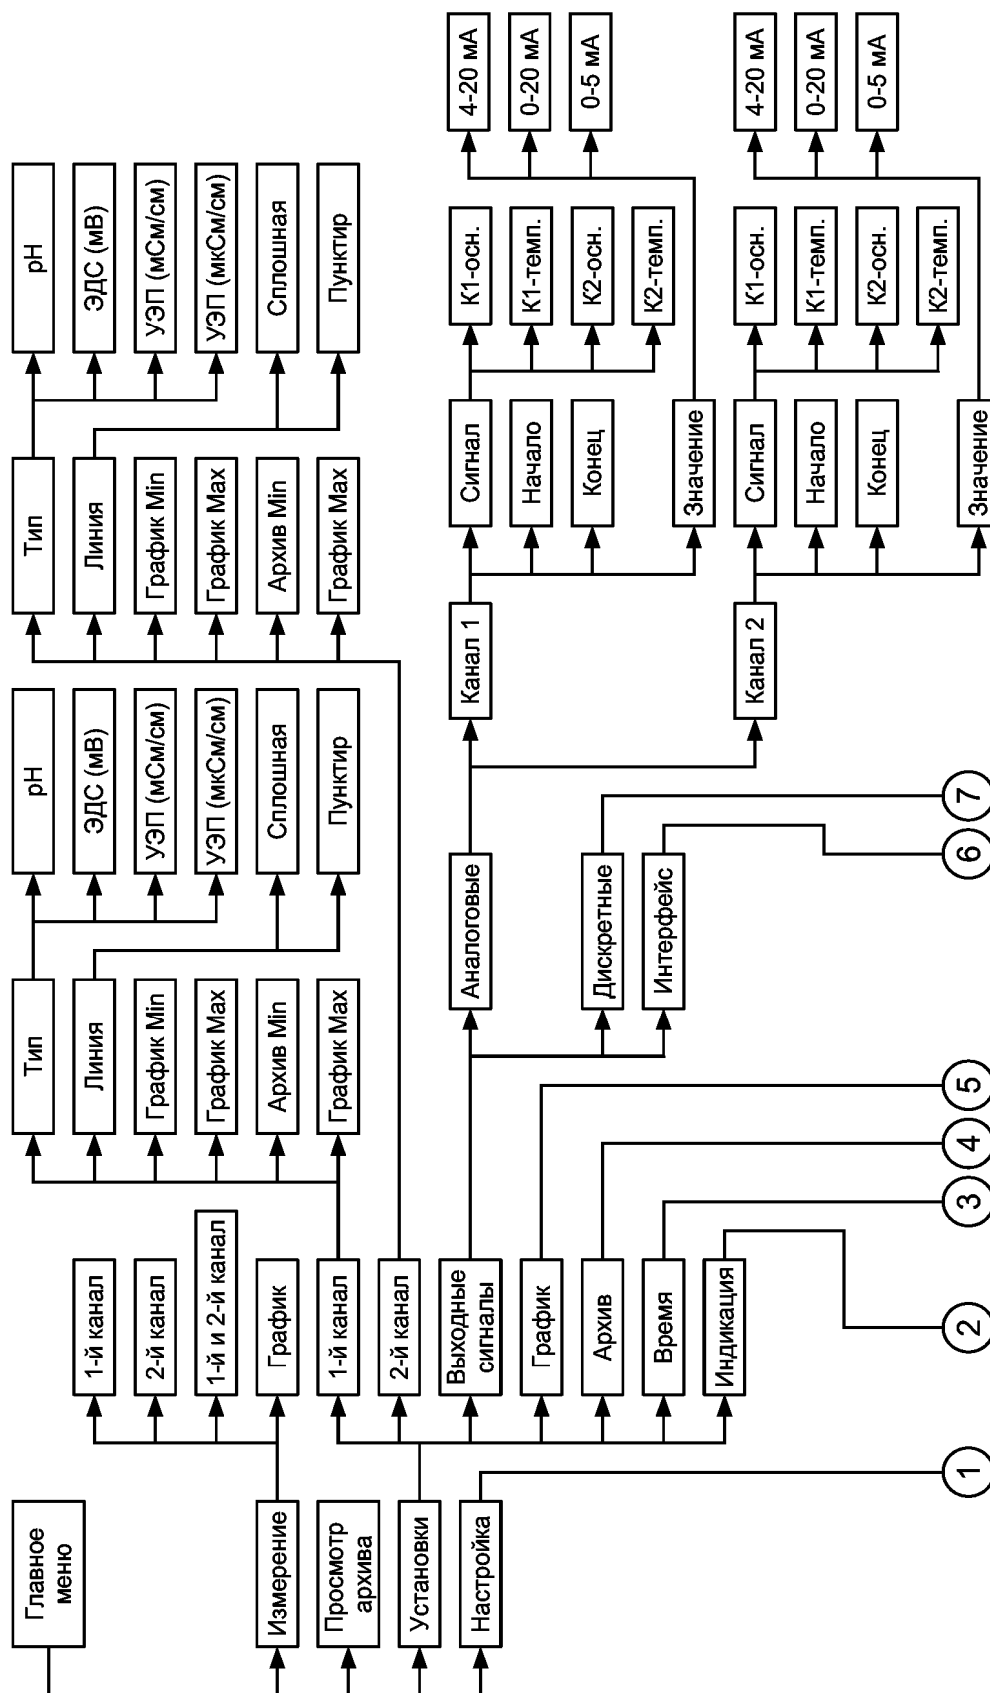 Главное
меню
Измерение
Просмотр
архива
Установки
Настройка
1
1-й канал
2-й канал
1-й и 2-й канал
График
1-й канал
2-й канал
Выходные
сигналы
График
Архив
Время
Индикация
2
3
4
5
Тип
Линия
График Min
График Max
Архив Min
График Max
pH
ЭДС (мВ)
УЭП (мСм/см)
УЭП (мкСм/см)
Сплошная
Пунктир
Тип
Линия
График Min
График Max
Архив Min
График Max
pH
ЭДС (мВ)
УЭП (мСм/см)
УЭП (мкСм/см)
Сплошная
Пунктир
Аналоговые
Дискретные
Интерфейс
6
7
Канал 1
Канал 2
Сигнал
Начало
Конец
Значение
К1-осн.
К1-темп.
К2-осн.
К2-темп.
4-20 мА
0-20 мА
0-5 мА
Сигнал
Начало
Конец
Значение
К1-осн.
К1-темп.
К2-осн.
К2-темп.
4-20 мА
0-20 мА
0-5 мА